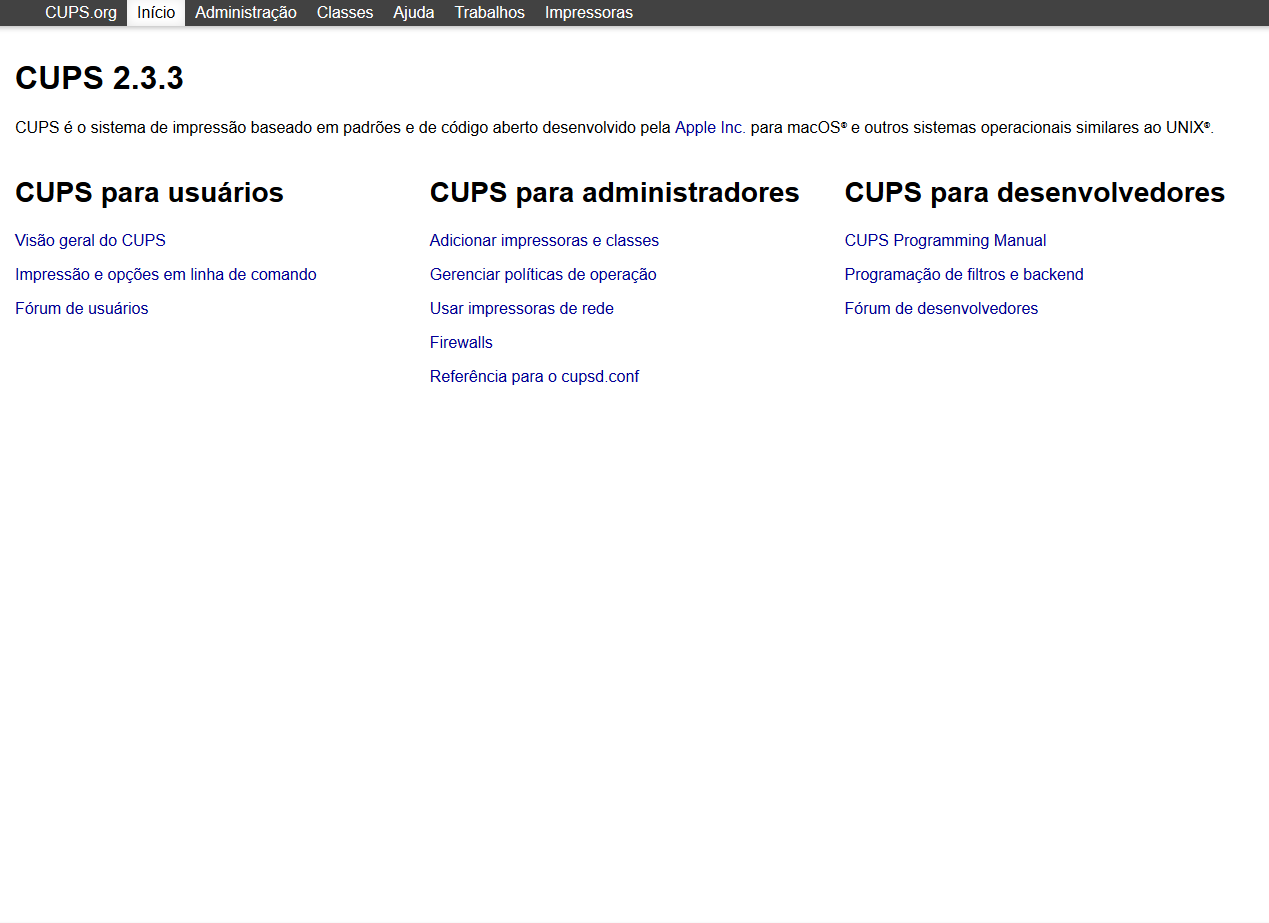 CUPS.org Início Administração Classes Ajuda Trabalhos Impressoras
CUPS 2.3.3
CUPS é o sistema de impressão baseado em padrões e de código aberto desenvolvido pela Apple Inc. para macOS® e outros sistemas operacionais similares ao UNIX®.
CUPS para usuários
Visão geral do CUPS
Impressão e opções em linha de comando
Fórum de usuários
CUPS para administradores
Adicionar impressoras e classes
Gerenciar políticas de operação
Usar impressoras de rede
Firewalls
Referência para o cupsd.conf
CUPS para desenvolvedores
CUPS Programming Manual
Programação de filtros e backend
Fórum de desenvolvedores